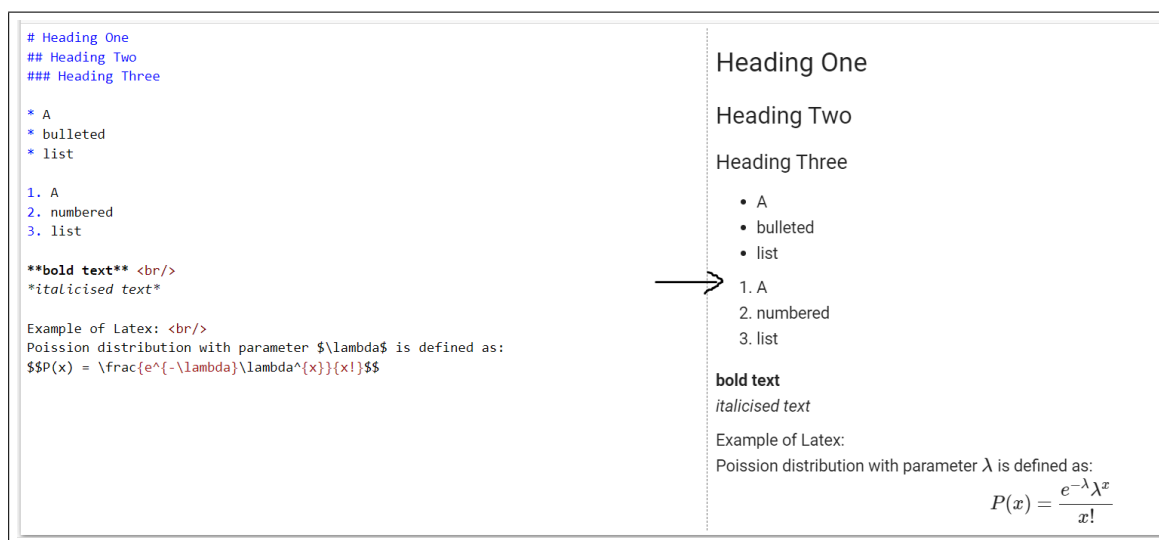 # Heading One
## Heading Two
### Heading Three
* A
* bulleted
* list
1. A
2. numbered
3. list
**bold text** <br/>
*italicised text*
Example of Latex: <br/>
Poission distribution with parameter $\lambda$ is defined as:
$$P(x) = \frac{e^{-\lambda}\lambda^{x}}{x!}$$
Heading One
Heading Two
Heading Three
• A
• bulleted
• list
1. A
2. numbered
3. list
bold text
italicised text
Example of Latex:
Poission distribution with parameter λ is defined as:
P(x) = e^{−λ}λ^x / x!